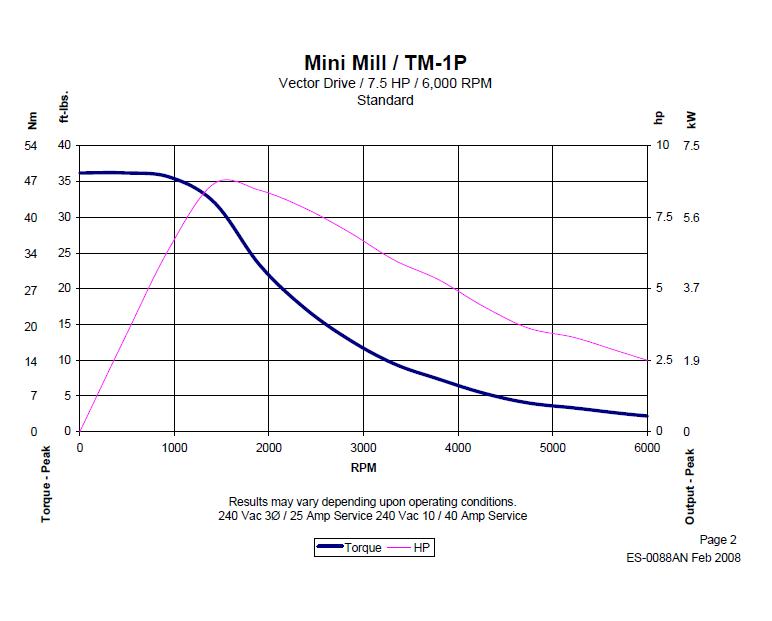 Mini Mill / TM-1P
Vector Drive / 7.5 HP / 6,000 RPM
Standard
Nm
ft-lbs.
hp
kW
54 40 10 7.5
47 35
40 30 7.5 5.6
34 25
27 20 5 3.7
20 15
14 10 2.5 1.9
7 5
0 0 0 0
0 1000 2000 3000 4000 5000 6000
RPM
Torque - Peak
Output - Peak
Results may vary depending upon operating conditions.
240 Vac 3Ø / 25 Amp Service 240 Vac 10 / 40 Amp Service
Torque HP
Page 2
ES-0088AN Feb 2008